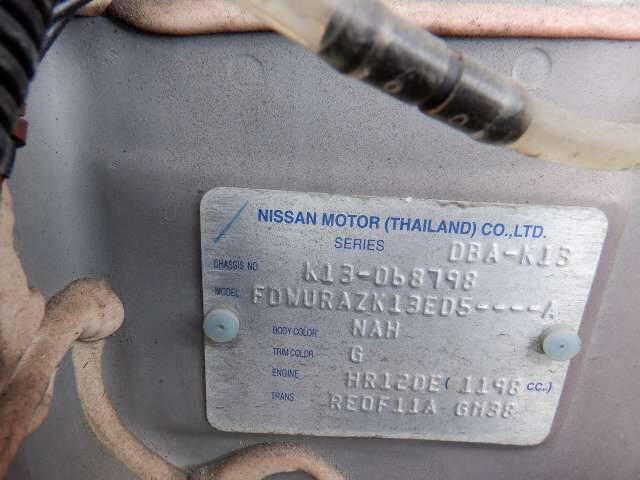 NISSAN MOTOR (THAILAND) CO.,LTD.
SERIES DBA-K13
CHASSIS NO K13-068798
MODEL FDWURAZK13ED5----A
BODY COLOR NAH
TRIM COLOR G
ENGINE HR12DE ( 1198 CC.)
TRANS RE0F11A GM38